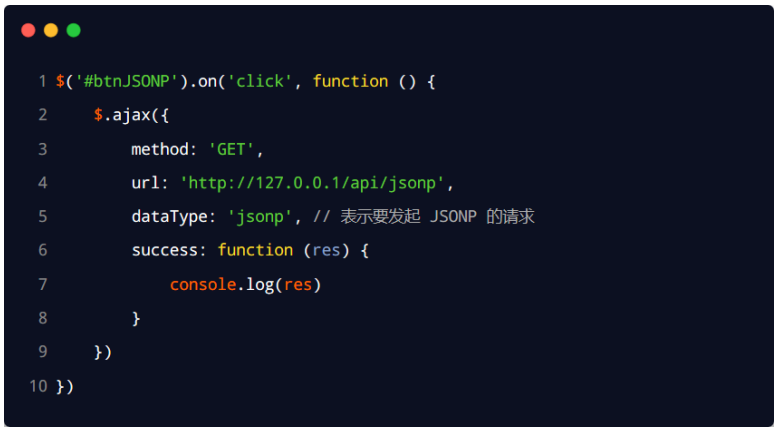 1 $('#btnJSONP').on('click', function () {
2     $.ajax({
3         method: 'GET',
4         url: 'http://127.0.0.1/api/jsonp',
5         dataType: 'jsonp', // 表示要发起 JSONP 的请求
6         success: function (res) {
7             console.log(res)
8         }
9     })
10 })